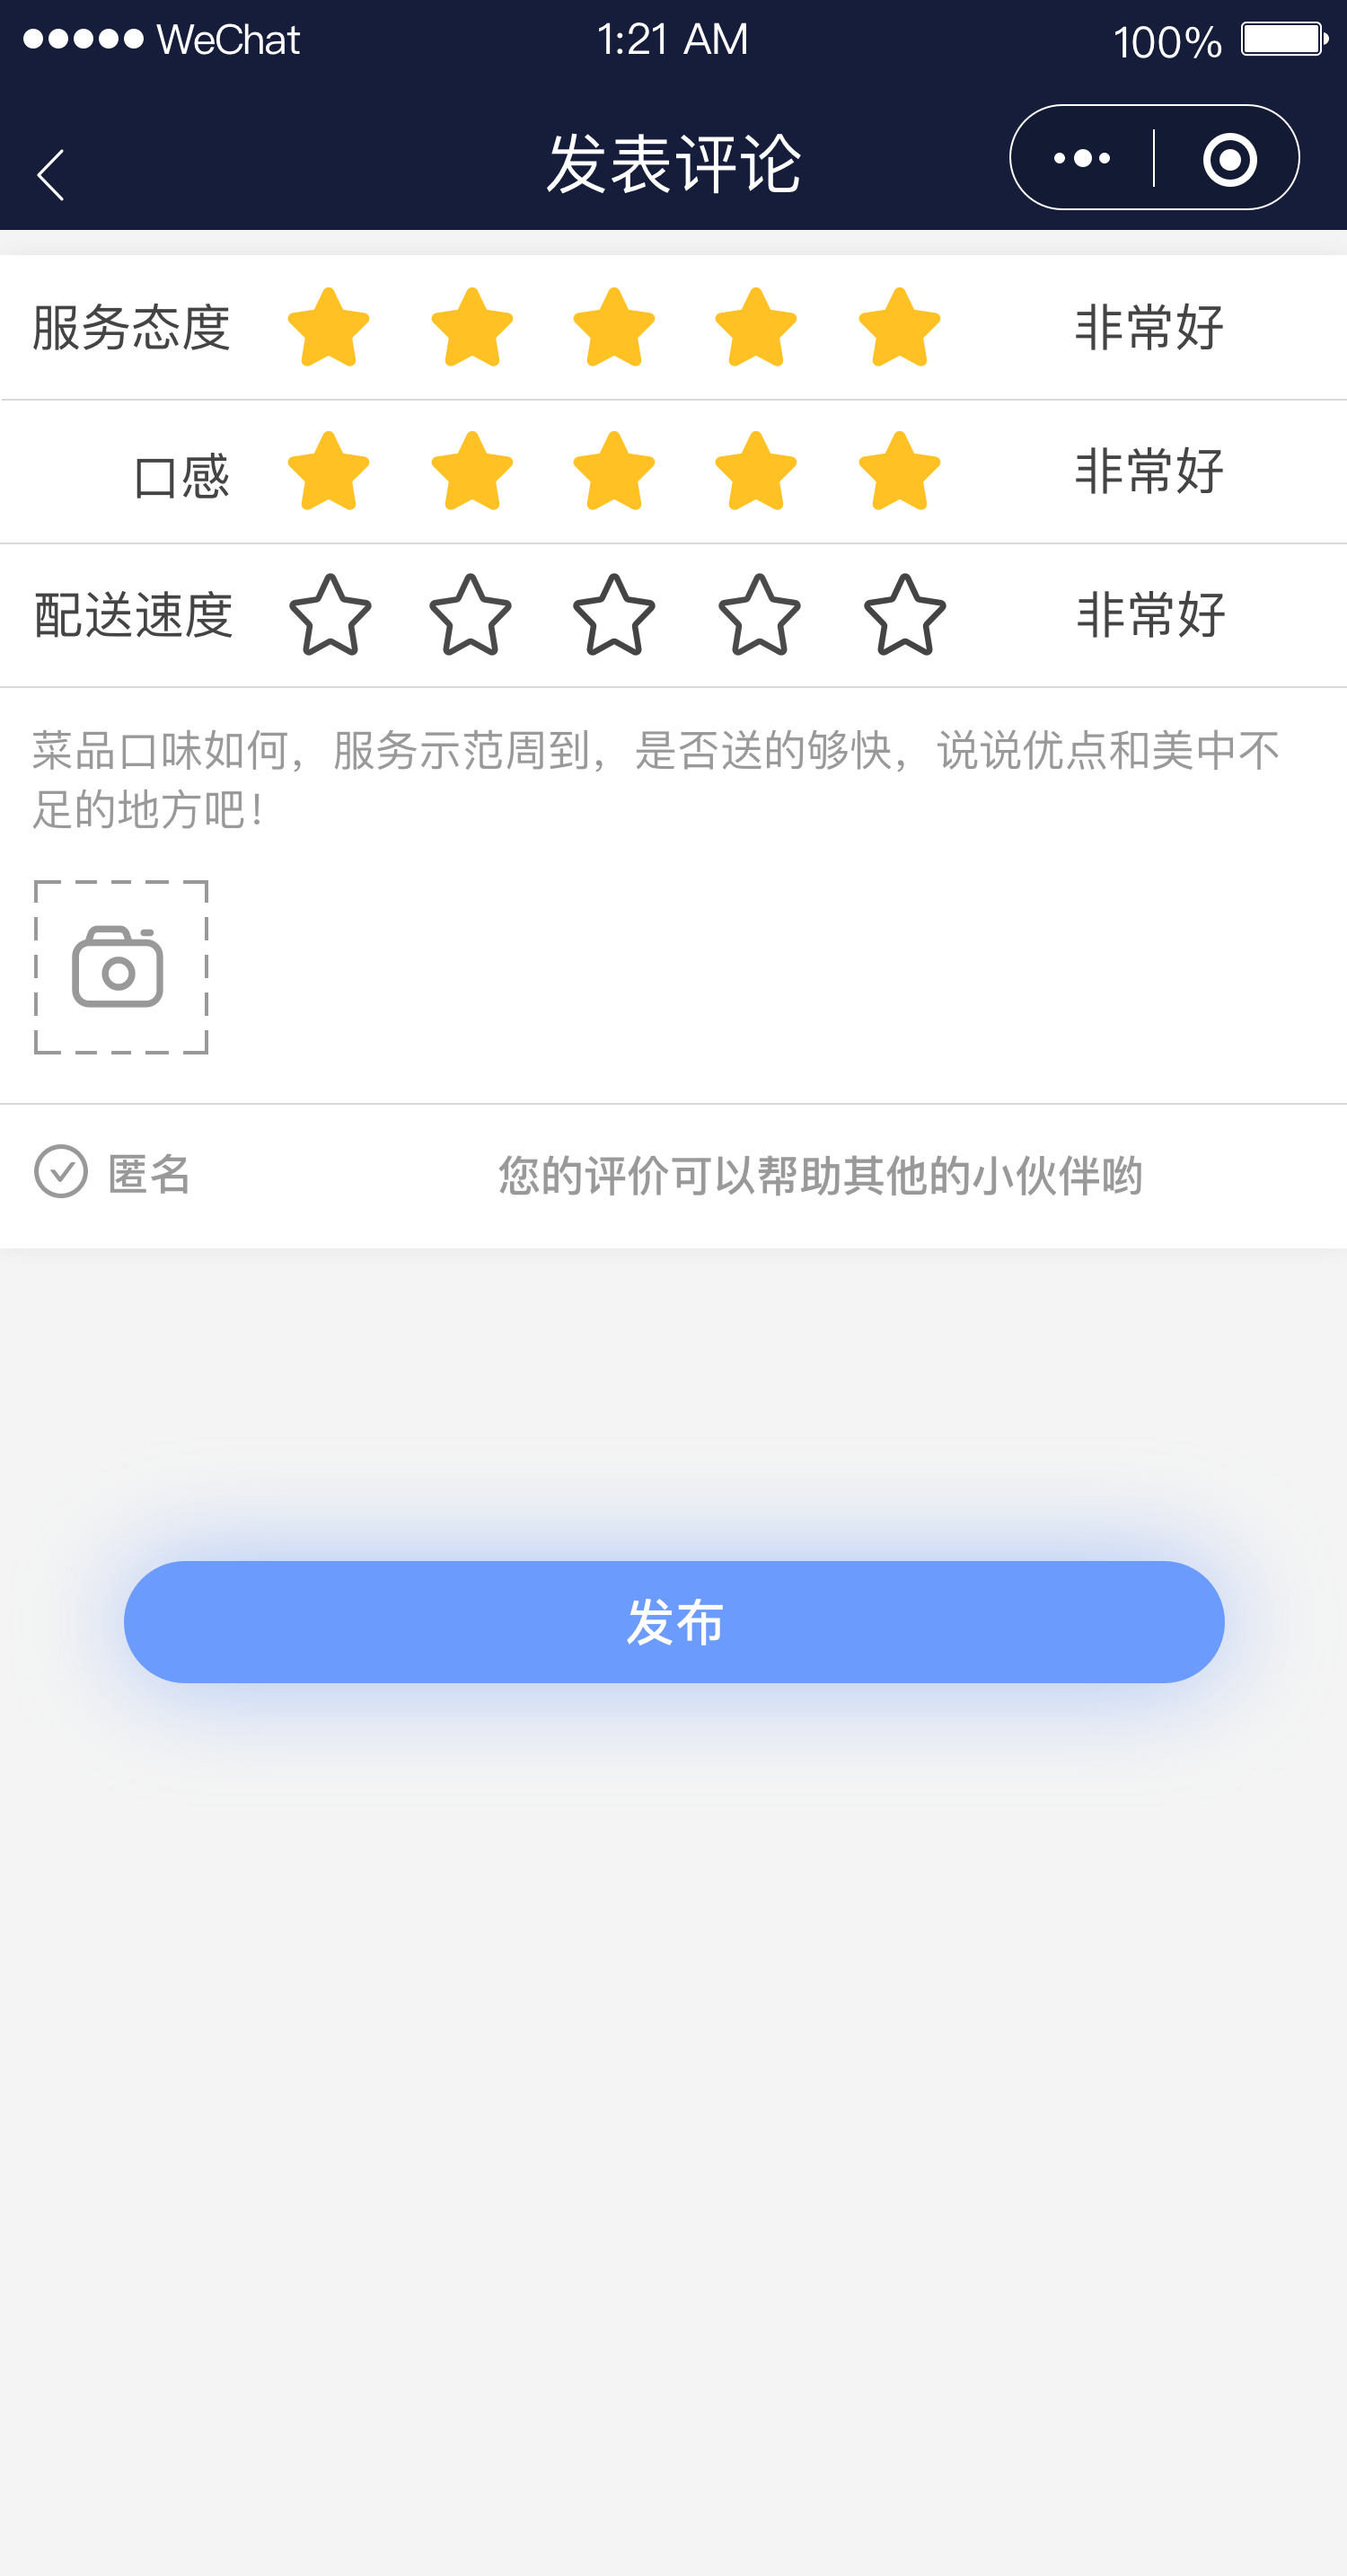 WeChat 1:21 AM 100%
发表评论
服务态度 非常好
口感 非常好
配送速度 非常好
菜品口味如何，服务示范周到，是否送的够快，说说优点和美中不
足的地方吧！
匿名 您的评价可以帮助其他的小伙伴哟
发布